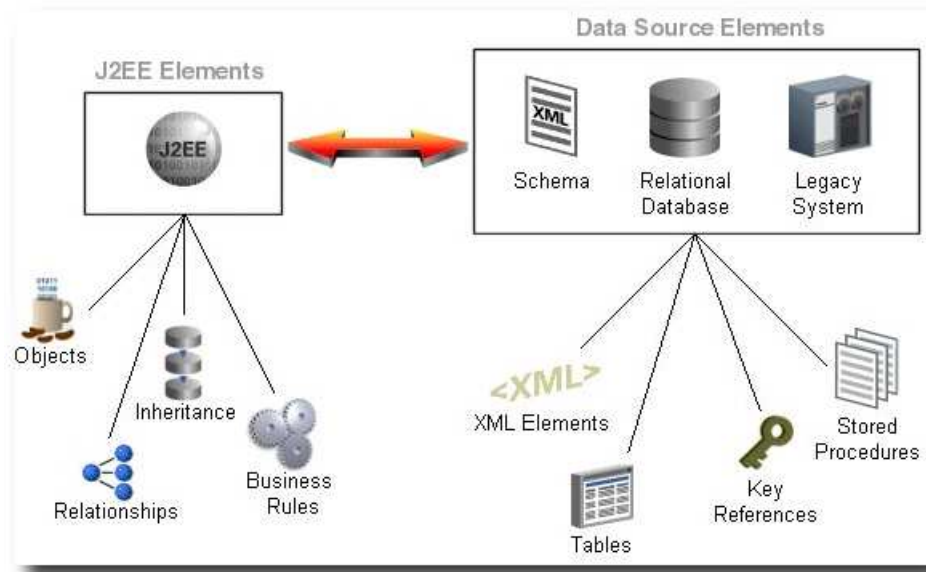 Data Source Elements
J2EE Elements
J2EE
XML
Schema
Relational
Database
Legacy
System
Objects
Inheritance
Relationships
Business
Rules
<XML>
XML Elements
Tables
Key
References
Stored
Procedures